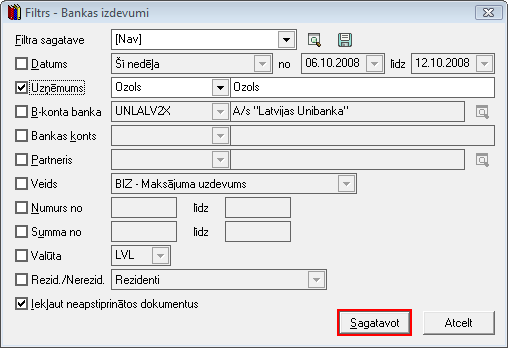 Filtrs - Bankas izdevumi
Filtra sagatave [Nav]
Datums Šī nedēļa no 06.10.2008 līdz 12.10.2008
Uzņēmums Ozols Ozols
B-konta banka UNLALV2X A/s "Latvijas Unibanka"
Bankas konts
Partneris
Veids BIZ - Maksājuma uzdevums
Numurs no līdz
Summa no līdz
Valūta LVL
Rezid./Nerezid. Rezidenti
Iekļaut neapstiprinātos dokumentus
Sagatavot Atcelt